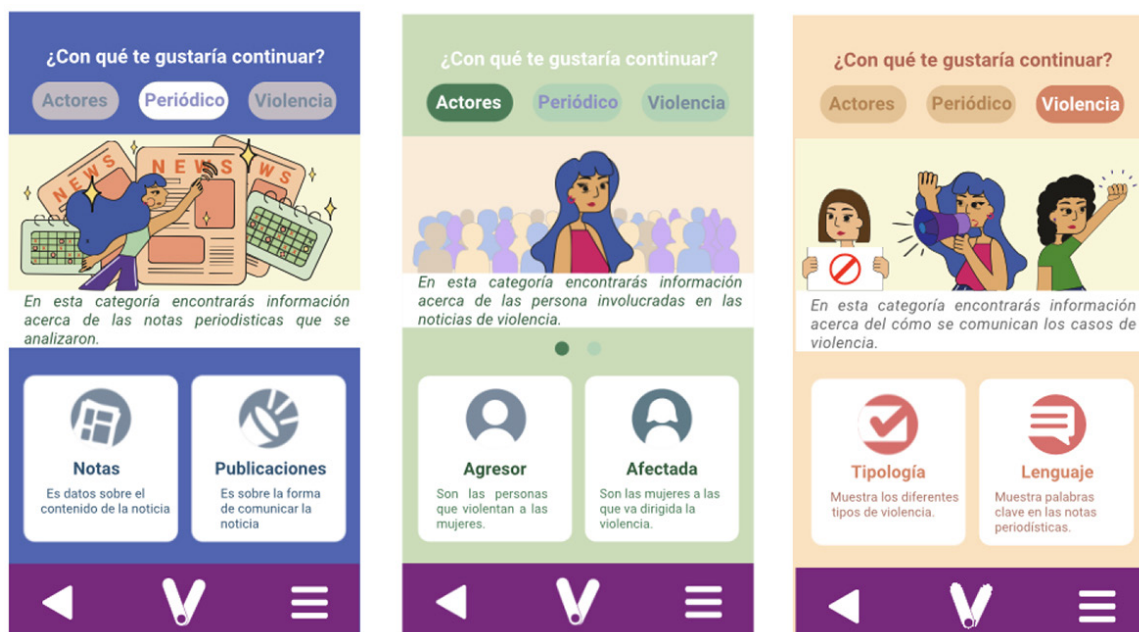 ¿Con qué te gustaría continuar?
Actores Periódico Violencia
NEWS NEWS WS
En esta categoría encontrarás información
acerca de las notas periodisticas que se
analizaron.
Notas
Es datos sobre el
contenido de la noticia
Publicaciones
Es sobre la forma
de comunicar la
noticia
¿Con qué te gustaría continuar?
Actores Periódico Violencia
En esta categoría encontrarás información
acerca de las persona involucradas en las
noticias de violencia.
Agresor
Son las personas
que violentan a las
mujeres.
Afectada
Son las mujeres a las
que va dirigida la
violencia.
¿Con qué te gustaría continuar?
Actores Periódico Violencia
En esta categoría encontrarás información
acerca del cómo se comunican los casos de
violencia.
Tipología
Muestra los diferentes
tipos de violencia.
Lenguaje
Muestra palabras
clave en las notas
periodísticas.